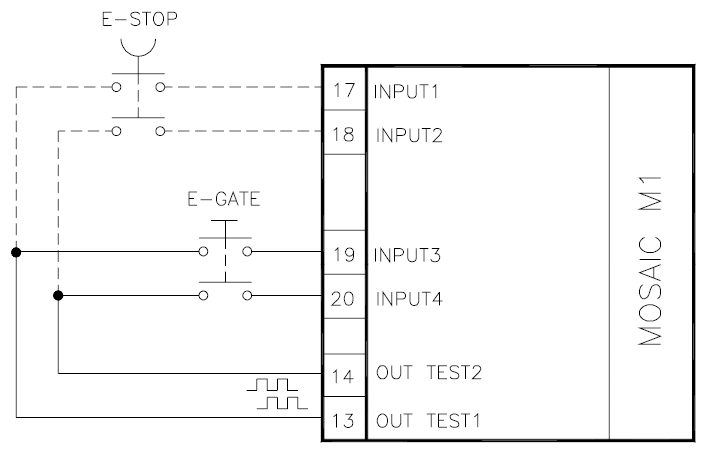 E-STOP
17 INPUT1
18 INPUT2
E-GATE
19 INPUT3
20 INPUT4
14 OUT TEST2
13 OUT TEST1
MOSAIC M1